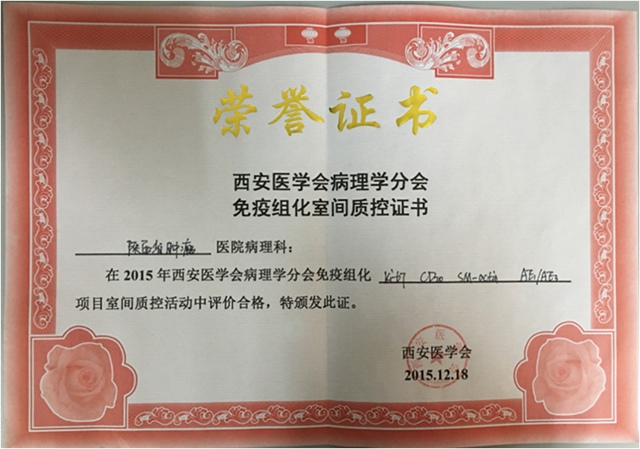 荣誉证书
西安医学会病理学分会
免疫组化室间质控证书
陕西省肿瘤 医院病理科：
在 2015 年西安医学会病理学分会免疫组化 Ki-67 CD20 SM-actin AE1/AE3
项目室间质控活动中评价合格，特颁发此证。
西安医学会
2015.12.18